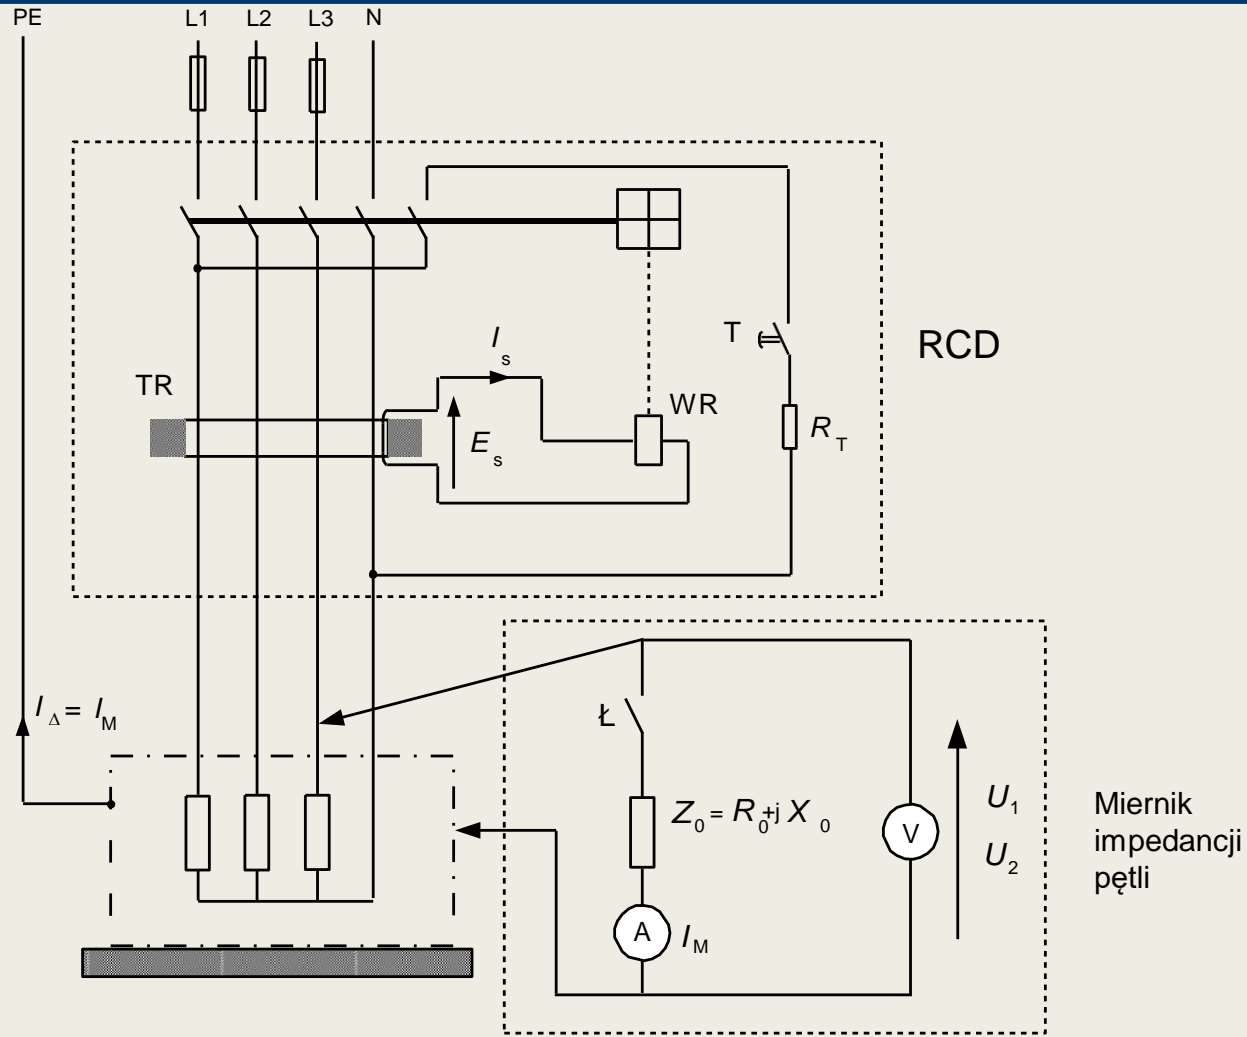 PE L1 L2 L3 N
T
RCD
I s
TR
WR
E s
R T
I Δ = I M
Ł
Z 0 = R 0 +j X 0
U 1
V
U 2
A
I M
Miernik
impedancji
pętli